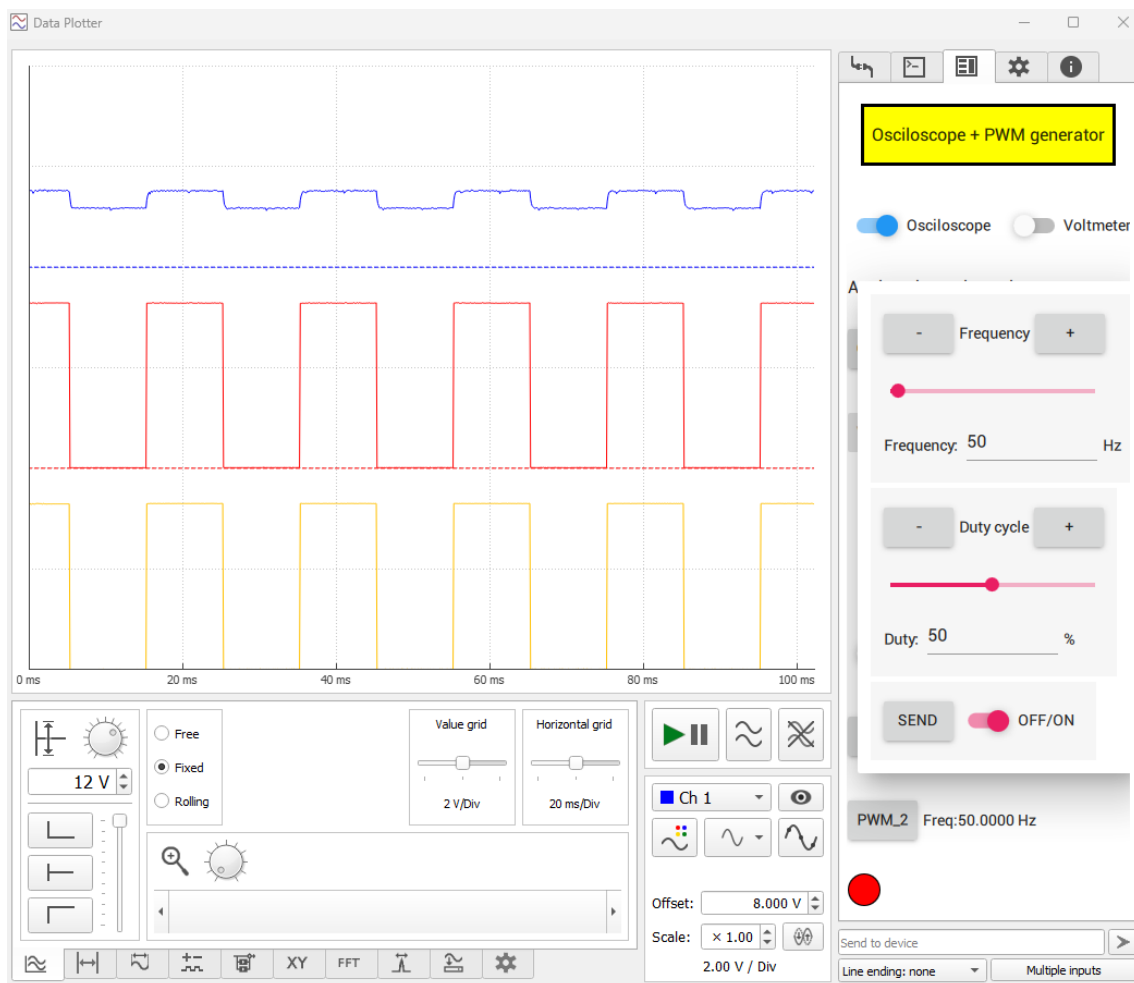 Data Plotter
Osciloscope + PWM generator
Osciloscope
Voltmeter
A
- Frequency +
Frequency: 50 Hz
- Duty cycle +
Duty: 50 %
SEND OFF/ON
PWM_2 Freq:50.0000 Hz
0 ms 20 ms 40 ms 60 ms 80 ms 100 ms
12 V
Free
Fixed
Rolling
Value grid
2 V/Div
Horizontal grid
20 ms/Div
Ch 1
Offset: 8.000 V
Scale: × 1.00
2.00 V / Div
XY
FFT
Send to device
Line ending: none
Multiple inputs